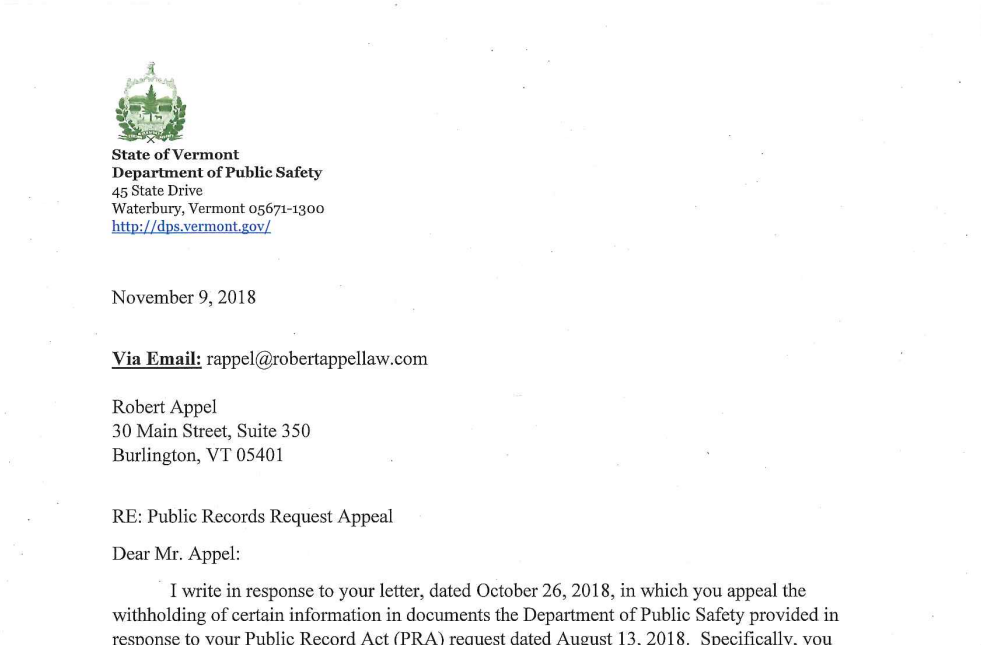 State of Vermont
Department of Public Safety
45 State Drive
Waterbury, Vermont 05671-1300
http://dps.vermont.gov/
November 9, 2018
Via Email: rappel@robertappellaw.com
Robert Appel
30 Main Street, Suite 350
Burlington, VT 05401
RE: Public Records Request Appeal
Dear Mr. Appel:
I write in response to your letter, dated October 26, 2018, in which you appeal the
withholding of certain information in documents the Department of Public Safety provided in
response to your Public Record Act (PRA) request dated August 13, 2018. Specifically, you